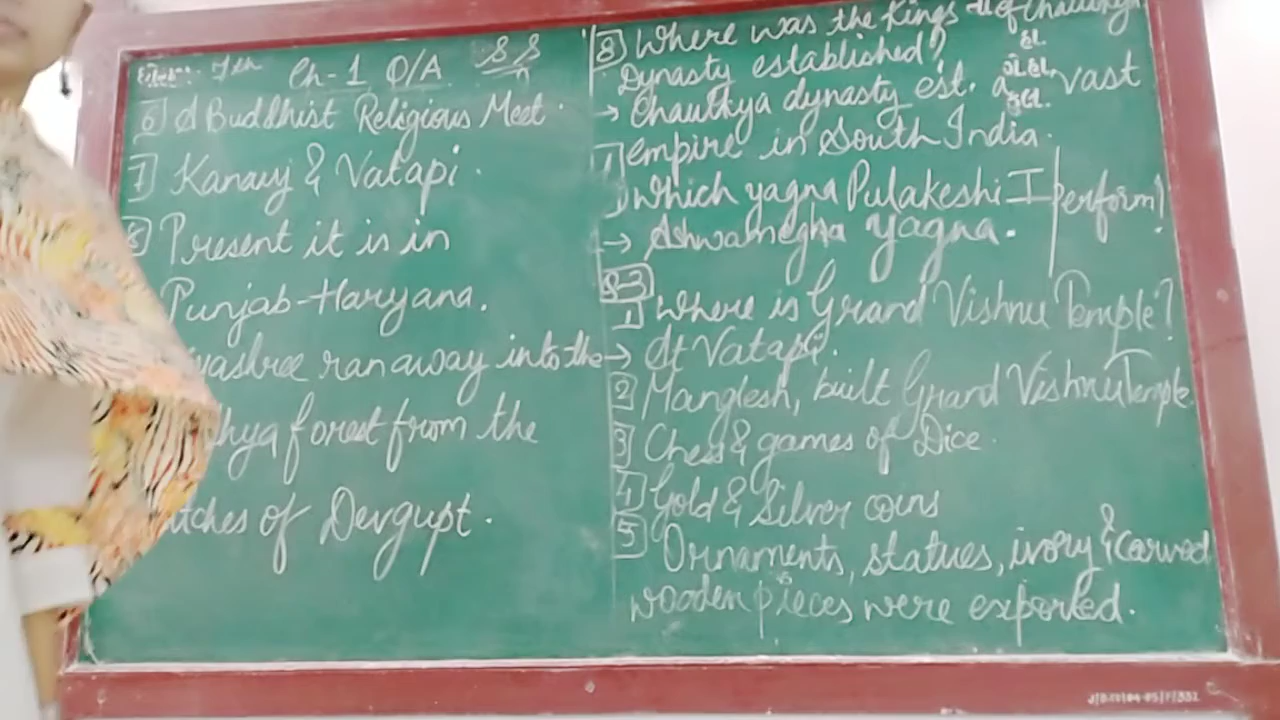 7th Ch-1 Q/A S S
6] A Buddhist Religious Meet.
7] Kanauj & Vatapi.
8] Present it is in
Punjab-Haryana.
ran away into the
forest from the
of Devgupt.
8] Where was the Kings of Chaulkya
Dynasty established?
→ Chaulkya dynasty est. a vast
empire in South India.
Which yagna Pulakeshi I perform?
→ Ashwamegha yagna.
1] Where is Grand Vishnu Temple?
→ At Vatapi.
2] Manglesh, built Grand Vishnu Temple
3] Chess & games of Dice.
4] Gold & Silver coins
5] Ornaments, statues, ivory & carved
wooden pieces were exported.